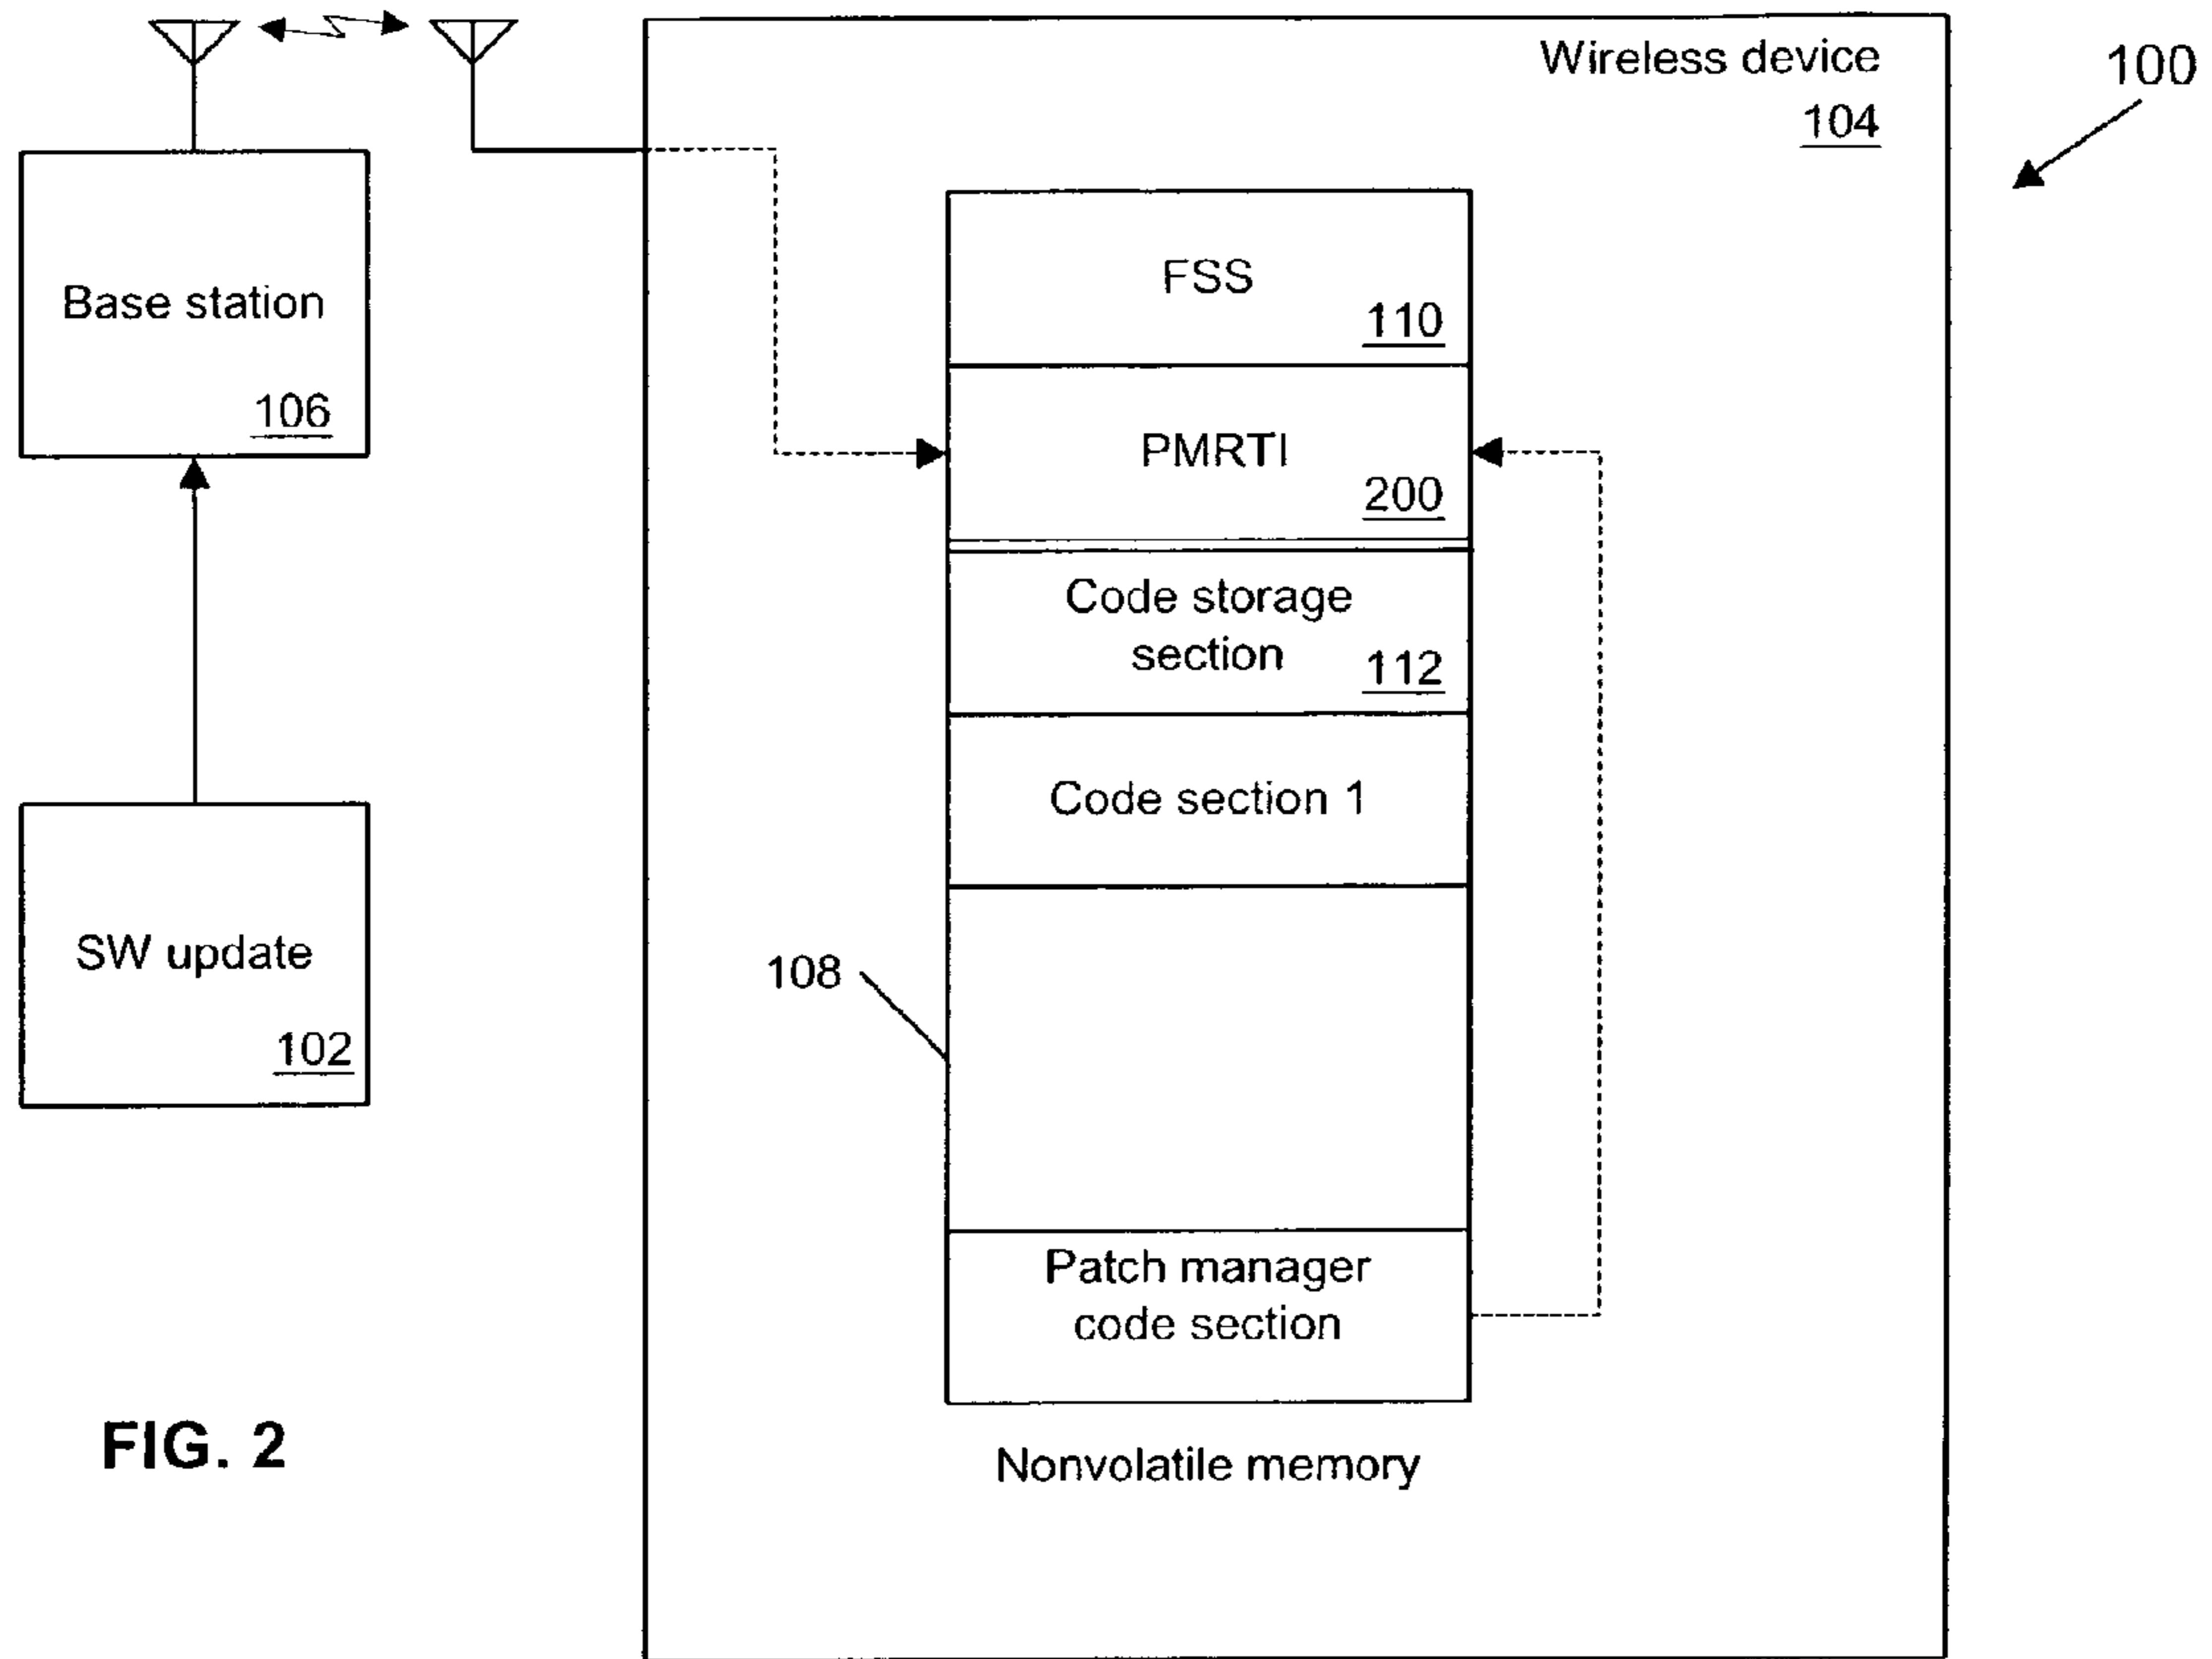 Wireless device
104
100
Base station
106
SW update
102
FSS
110
PMRTI
200
Code storage
section
112
Code section 1
108
Patch manager
code section
Nonvolatile memory
FIG. 2